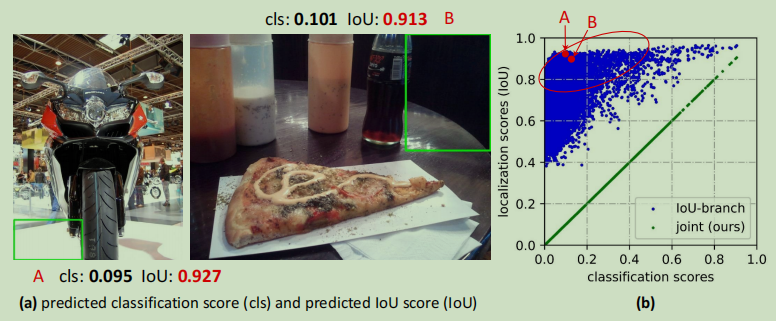 cls: 0.101 IoU: 0.913 B
A cls: 0.095 IoU: 0.927
(a) predicted classification score (cls) and predicted IoU score (IoU)
A
B
localization scores (IoU)
1.0
0.8
0.6
0.4
0.2
0.0
IoU-branch
joint (ours)
0.0 0.2 0.4 0.6 0.8 1.0
classification scores
(b)